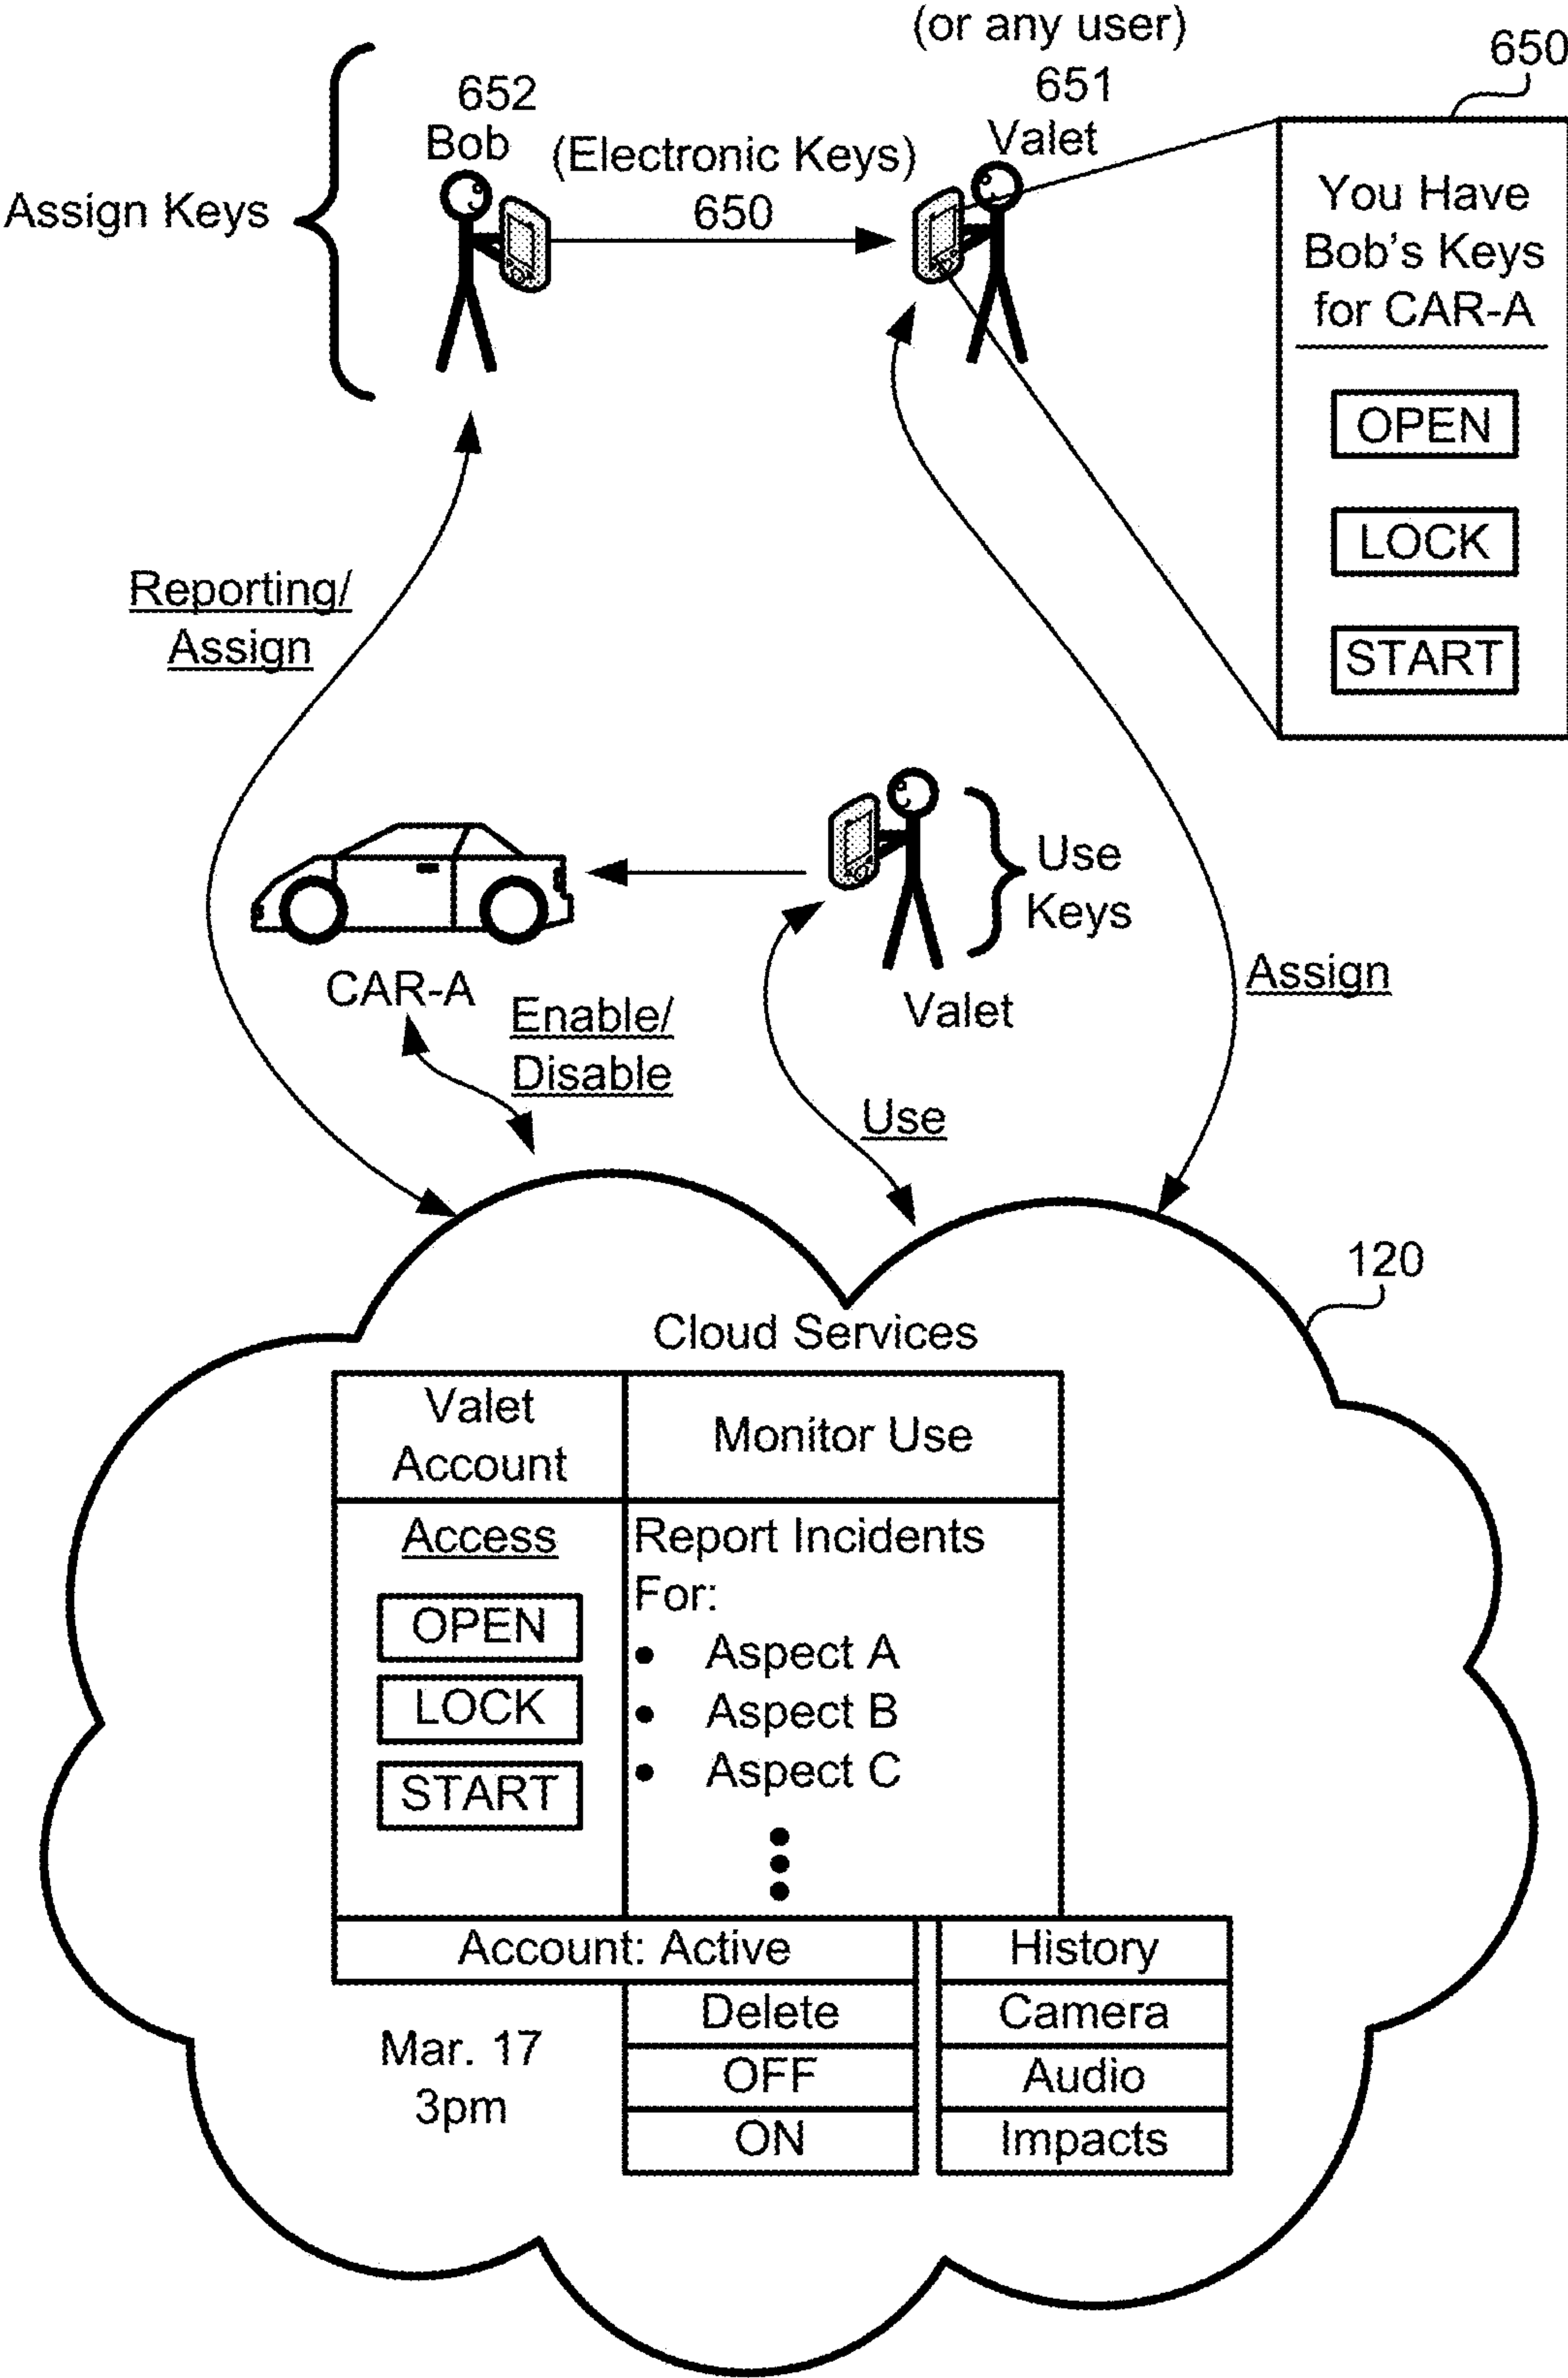 (or any user)
651
Valet
650
652
Bob
(Electronic Keys)
650
Assign Keys
You Have
Bob's Keys
for CAR-A
OPEN
LOCK
START
Reporting/
Assign
Use
Keys
CAR-A
Valet
Assign
Enable/
Disable
Use
120
Cloud Services
Valet
Account
Monitor Use
Access
OPEN
LOCK
START
Report Incidents
For:
• Aspect A
• Aspect B
• Aspect C
Account: Active
Delete
OFF
ON
History
Camera
Audio
Impacts
Mar. 17
3pm